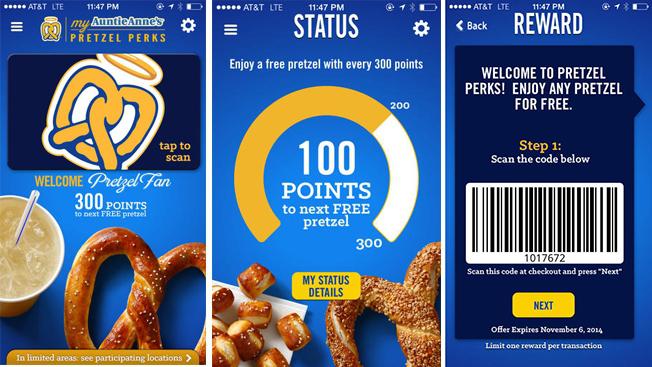 AT&T LTE 11:47 PM
my AuntieAnne's
PRETZEL PERKS
tap to
scan
WELCOME Pretzel Fan
300 POINTS
to next FREE pretzel
In limited areas: see participating locations >
AT&T LTE 11:47 PM
STATUS
Enjoy a free pretzel with every 300 points
200
100
POINTS
to next FREE
pretzel
300
MY STATUS
DETAILS
AT&T LTE 11:47 PM
< Back REWARD
WELCOME TO PRETZEL
PERKS! ENJOY ANY PRETZEL
FOR FREE.
Step 1:
Scan the code below
1017672
Scan this code at checkout and press "Next"
NEXT
Offer Expires November 6, 2014
Limit one reward per transaction